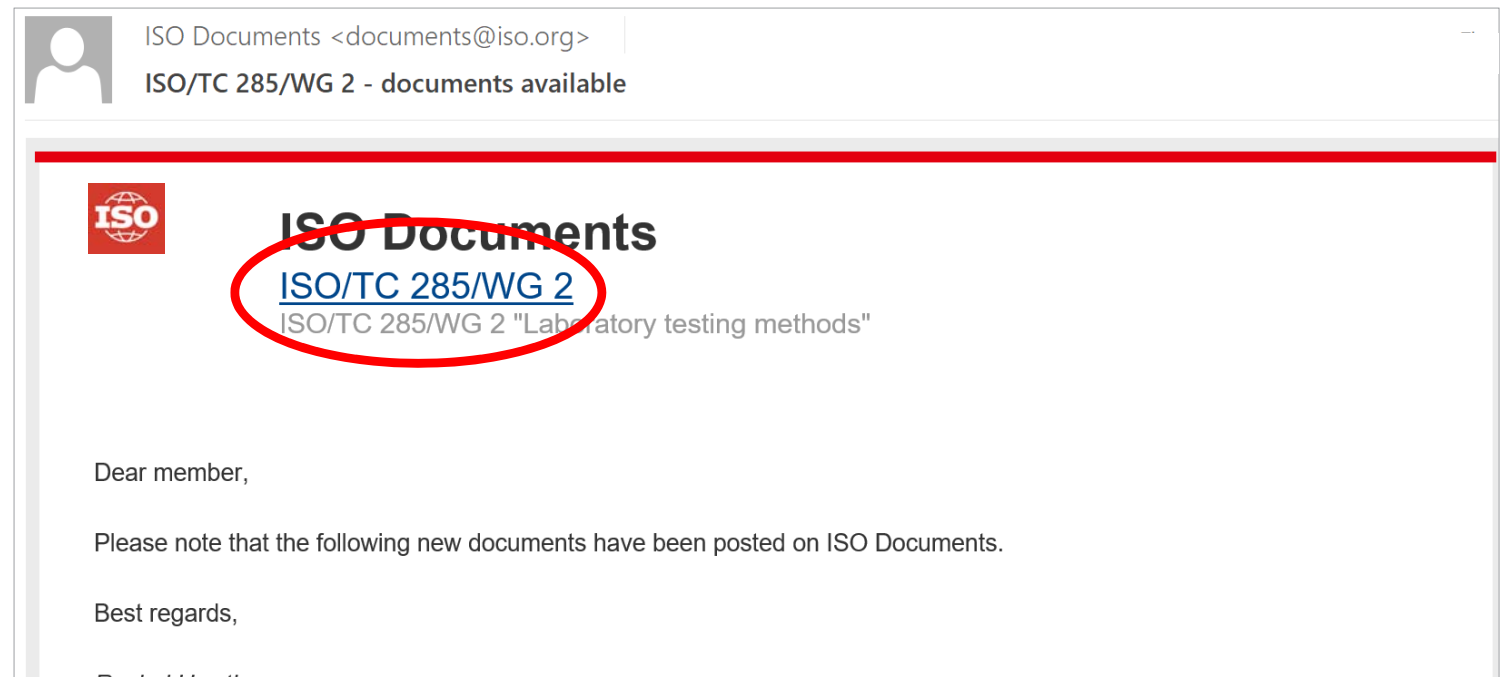 ISO Documents <documents@iso.org>
ISO/TC 285/WG 2 - documents available
ISO
ISO Documents
ISO/TC 285/WG 2
ISO/TC 285/WG 2 "Laboratory testing methods"
Dear member,
Please note that the following new documents have been posted on ISO Documents.
Best regards,